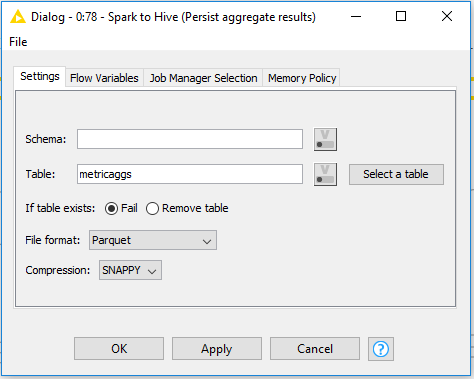 Dialog - 0:78 - Spark to Hive (Persist aggregate results)
File
Settings Flow Variables Job Manager Selection Memory Policy
Schema:
Table: metricaggs Select a table
If table exists: Fail Remove table
File format: Parquet
Compression: SNAPPY
OK Apply Cancel ?